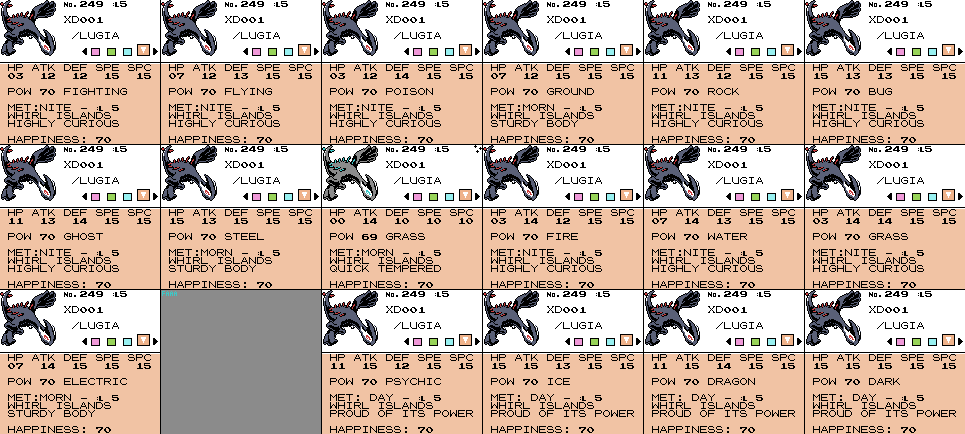 No.249 :L5
XD001
/LUGIA
HP ATK DEF SPE SPC
03 12 12 15 15
POW 70 FIGHTING
MET:NITE - :L 5
WHIRL ISLANDS
HIGHLY CURIOUS
HAPPINESS: 70
No.249 :L5
XD001
/LUGIA
HP ATK DEF SPE SPC
07 12 13 15 15
POW 70 FLYING
MET:NITE - :L 5
WHIRL ISLANDS
HIGHLY CURIOUS
HAPPINESS: 70
No.249 :L5
XD001
/LUGIA
HP ATK DEF SPE SPC
03 12 14 15 15
POW 70 POISON
MET:NITE - :L 5
WHIRL ISLANDS
HIGHLY CURIOUS
HAPPINESS: 70
No.249 :L5
XD001
/LUGIA
HP ATK DEF SPE SPC
07 12 15 15 15
POW 70 GROUND
MET:MORN - :L 5
WHIRL ISLANDS
STURDY BODY
HAPPINESS: 70
No.249 :L5
XD001
/LUGIA
HP ATK DEF SPE SPC
11 13 12 15 15
POW 70 ROCK
MET:NITE - :L 5
WHIRL ISLANDS
HIGHLY CURIOUS
HAPPINESS: 70
No.249 :L5
XD001
/LUGIA
HP ATK DEF SPE SPC
15 13 13 15 15
POW 70 BUG
MET:NITE - :L 5
WHIRL ISLANDS
HIGHLY CURIOUS
HAPPINESS: 70
No.249 :L5
XD001
/LUGIA
HP ATK DEF SPE SPC
11 13 14 15 15
POW 70 GHOST
MET:NITE - :L 5
WHIRL ISLANDS
HIGHLY CURIOUS
HAPPINESS: 70
No.249 :L5
XD001
/LUGIA
HP ATK DEF SPE SPC
15 13 15 15 15
POW 70 STEEL
MET:MORN - :L 5
WHIRL ISLANDS
STURDY BODY
HAPPINESS: 70
No.249 :L5
XD001
/LUGIA
HP ATK DEF SPE SPC
00 14 10 10 10
POW 69 GRASS
MET:MORN - :L 5
WHIRL ISLANDS
QUICK TEMPERED
HAPPINESS: 70
No.249 :L5
XD001
/LUGIA
HP ATK DEF SPE SPC
03 14 12 15 15
POW 70 FIRE
MET:NITE - :L 5
WHIRL ISLANDS
HIGHLY CURIOUS
HAPPINESS: 70
No.249 :L5
XD001
/LUGIA
HP ATK DEF SPE SPC
07 14 13 15 15
POW 70 WATER
MET:NITE - :L 5
WHIRL ISLANDS
HIGHLY CURIOUS
HAPPINESS: 70
No.249 :L5
XD001
/LUGIA
HP ATK DEF SPE SPC
03 14 14 15 15
POW 70 GRASS
MET:NITE - :L 5
WHIRL ISLANDS
HIGHLY CURIOUS
HAPPINESS: 70
No.249 :L5
XD001
/LUGIA
HP ATK DEF SPE SPC
07 14 15 15 15
POW 70 ELECTRIC
MET:MORN - :L 5
WHIRL ISLANDS
STURDY BODY
HAPPINESS: 70
No.249 :L5
XD001
/LUGIA
HP ATK DEF SPE SPC
11 15 12 15 15
POW 70 PSYCHIC
MET: DAY - :L 5
WHIRL ISLANDS
PROUD OF ITS POWER
HAPPINESS: 70
No.249 :L5
XD001
/LUGIA
HP ATK DEF SPE SPC
15 15 13 15 15
POW 70 ICE
MET: DAY - :L 5
WHIRL ISLANDS
PROUD OF ITS POWER
HAPPINESS: 70
No.249 :L5
XD001
/LUGIA
HP ATK DEF SPE SPC
11 15 14 15 15
POW 70 DRAGON
MET: DAY - :L 5
WHIRL ISLANDS
PROUD OF ITS POWER
HAPPINESS: 70
No.249 :L5
XD001
/LUGIA
HP ATK DEF SPE SPC
15 15 15 15 15
POW 70 DARK
MET: DAY - :L 5
WHIRL ISLANDS
PROUD OF ITS POWER
HAPPINESS: 70